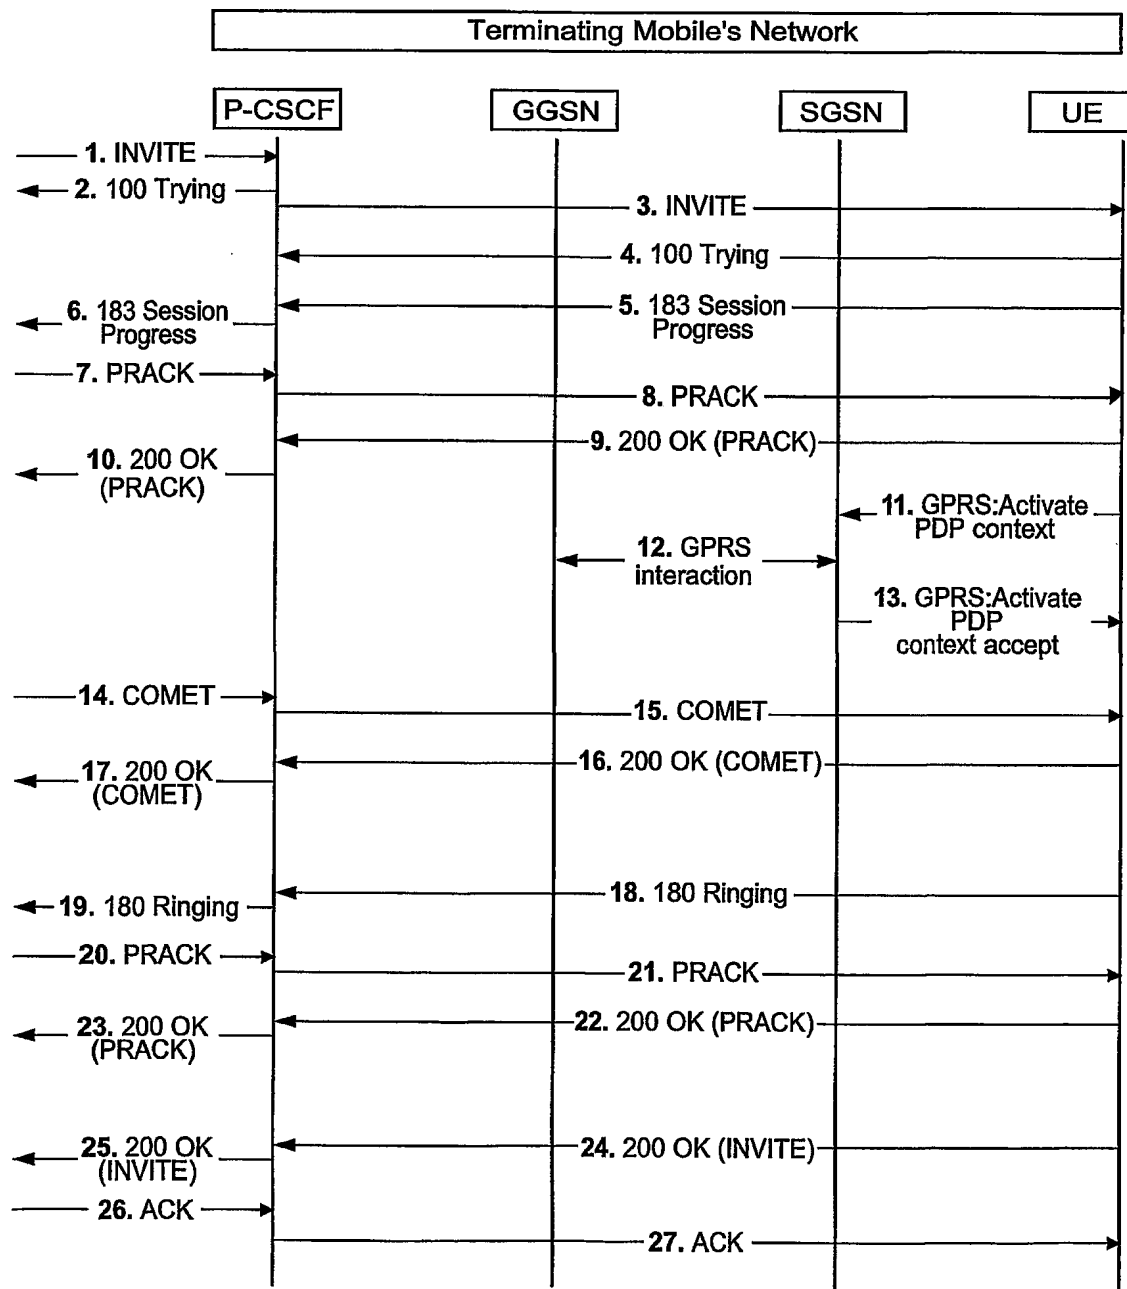 Terminating Mobile's Network
P-CSCF
GGSN
SGSN
UE
1. INVITE
2. 100 Trying
3. INVITE
4. 100 Trying
5. 183 Session
Progress
6. 183 Session
Progress
7. PRACK
8. PRACK
9. 200 OK (PRACK)
10. 200 OK
(PRACK)
11. GPRS:Activate
PDP context
12. GPRS
interaction
13. GPRS:Activate
PDP
context accept
14. COMET
15. COMET
16. 200 OK (COMET)
17. 200 OK
(COMET)
18. 180 Ringing
19. 180 Ringing
20. PRACK
21. PRACK
22. 200 OK (PRACK)
23. 200 OK
(PRACK)
24. 200 OK (INVITE)
25. 200 OK
(INVITE)
26. ACK
27. ACK